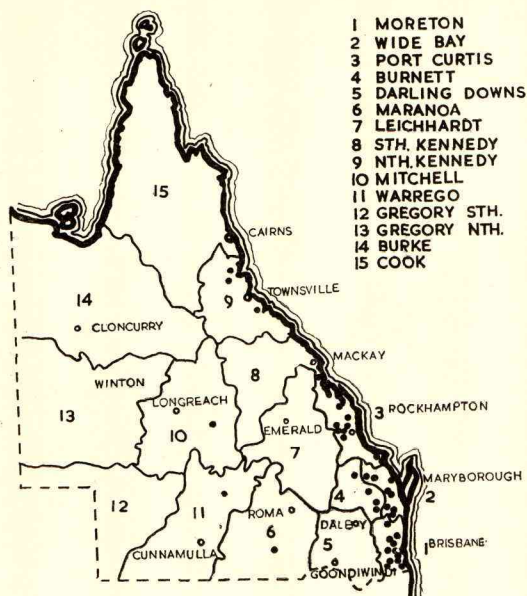 1 MORETON
2 WIDE BAY
3 PORT CURTIS
4 BURNETT
5 DARLING DOWNS
6 MARANOA
7 LEICHHARDT
8 STH. KENNEDY
9 NTH. KENNEDY
10 MITCHELL
11 WARREGO
12 GREGORY STH.
13 GREGORY NTH.
14 BURKE
15 COOK
15
CAIRNS
14
9
TOWNSVILLE
CLONCURRY
MACKAY
WINTON
8
LONGREACH
3
ROCKHAMPTON
13
10
EMERALD
7
MARYBOROUGH
12
11
4
2
ROMA
DALBY
6
5
1
BRISBANE
CUNNAMULLA
GOONDIWINDI